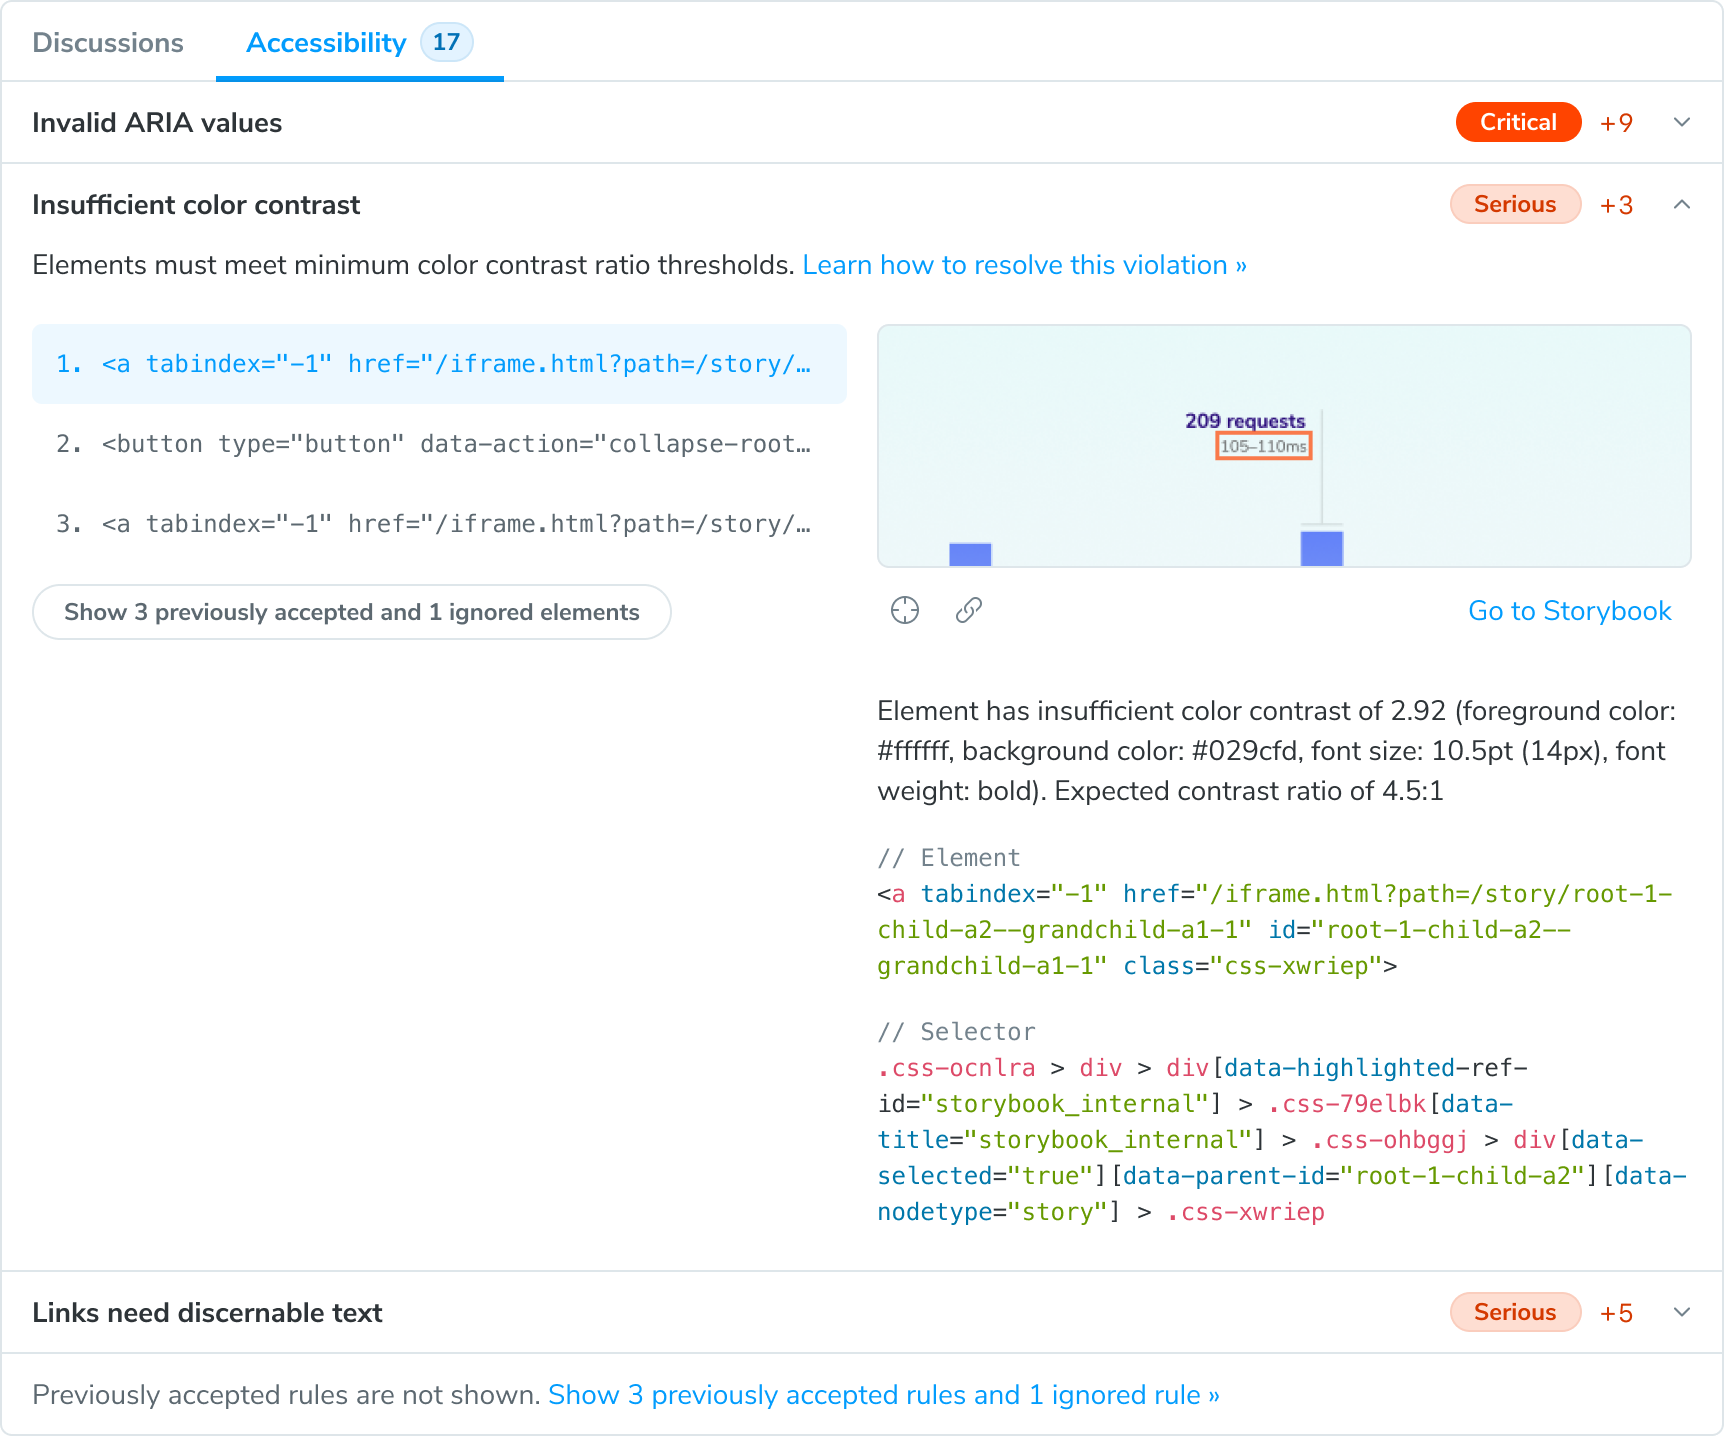 Discussions Accessibility 17
Invalid ARIA values Critical +9
Insufficient color contrast Serious +3
Elements must meet minimum color contrast ratio thresholds. Learn how to resolve this violation »
1. <a tabindex="-1" href="/iframe.html?path=/story/…
2. <button type="button" data-action="collapse-root…
3. <a tabindex="-1" href="/iframe.html?path=/story/…
Show 3 previously accepted and 1 ignored elements
209 requests
105–110ms
Go to Storybook
Element has insufficient color contrast of 2.92 (foreground color:
#ffffff, background color: #029cfd, font size: 10.5pt (14px), font
weight: bold). Expected contrast ratio of 4.5:1
// Element
<a tabindex="-1" href="/iframe.html?path=/story/root-1-
child-a2--grandchild-a1-1" id="root-1-child-a2--
grandchild-a1-1" class="css-xwriep">
// Selector
.css-ocnlra > div > div[data-highlighted-ref-
id="storybook_internal"] > .css-79elbk[data-
title="storybook_internal"] > .css-ohbggj > div[data-
selected="true"][data-parent-id="root-1-child-a2"][data-
nodetype="story"] > .css-xwriep
Links need discernable text Serious +5
Previously accepted rules are not shown. Show 3 previously accepted rules and 1 ignored rule »